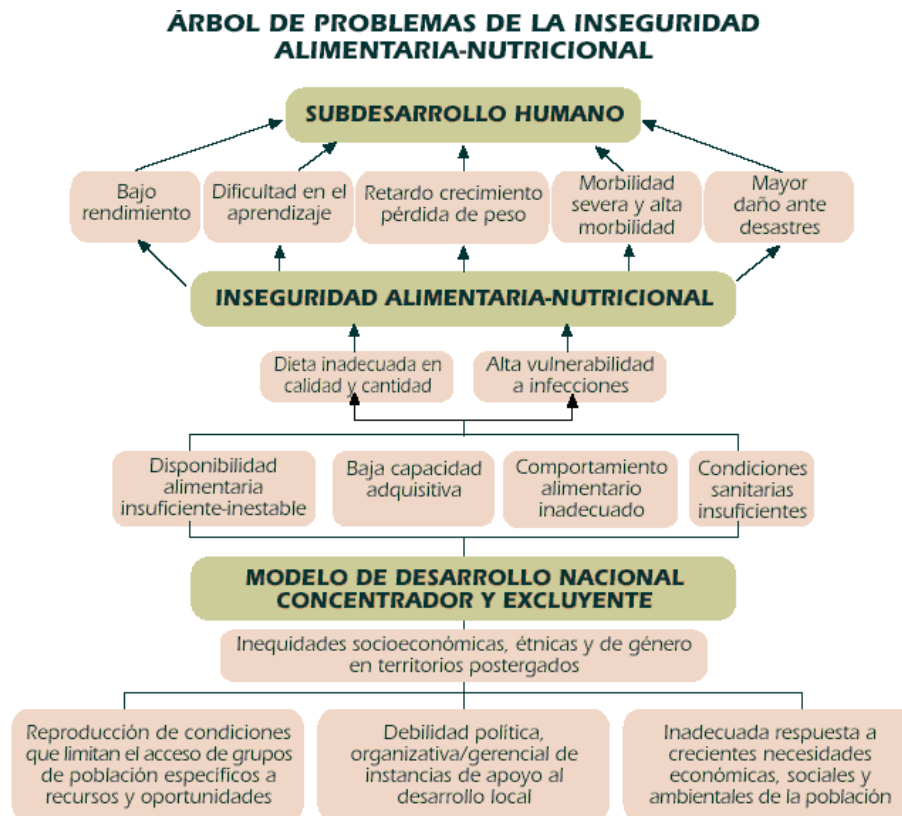 ÁRBOL DE PROBLEMAS DE LA INSEGURIDAD
ALIMENTARIA-NUTRICIONAL
SUBDESARROLLO HUMANO
Bajo
rendimiento
Dificultad en el
aprendizaje
Retardo crecimiento
pérdida de peso
Morbilidad
severa y alta
morbilidad
Mayor
daño ante
desastres
INSEGURIDAD ALIMENTARIA-NUTRICIONAL
Dieta inadecuada en
calidad y cantidad
Alta vulnerabilidad
a infecciones
Disponibilidad
alimentaria
insuficiente-inestable
Baja capacidad
adquisitiva
Comportamiento
alimentario
inadecuado
Condiciones
sanitarias
insuficientes
MODELO DE DESARROLLO NACIONAL
CONCENTRADOR Y EXCLUYENTE
Inequidades socioeconómicas, étnicas y de género
en territorios postergados
Reproducción de condiciones
que limitan el acceso de grupos
de población específicos a
recursos y oportunidades
Debilidad política,
organizativa/gerencial de
instancias de apoyo al
desarrollo local
Inadecuada respuesta a
crecientes necesidades
económicas, sociales y
ambientales de la población